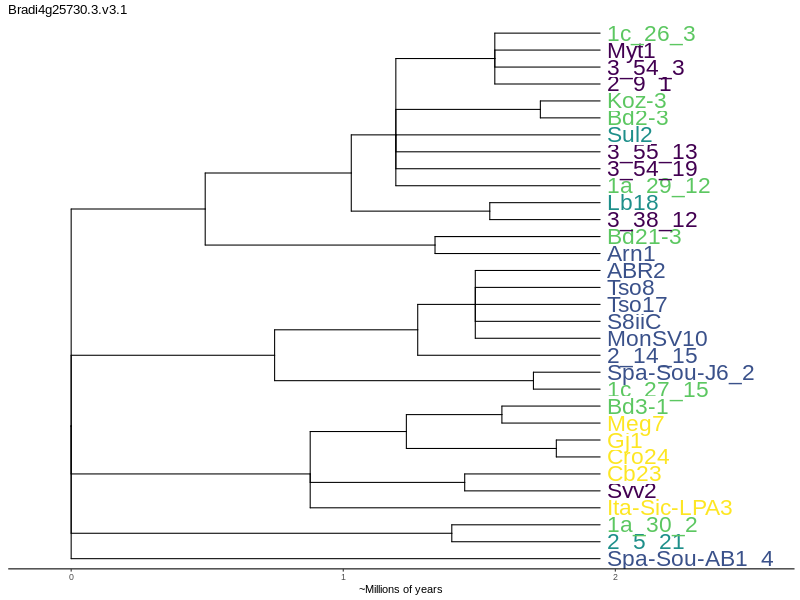 Bradi4g25730.3.v3.1
1c_26_3
Myt1
3_54_3
2_9_1
Koz-3
Bd2-3
Sul2
3_55_13
3_54_19
1a_29_12
Lb18
3_38_12
Bd21-3
Arn1
ABR2
Tso8
Tso17
S8iiC
MonSV10
2_14_15
Spa-Sou-J6_2
1c_27_15
Bd3-1
Meg7
Gj1
Cro24
Cb23
Svv2
Ita-Sic-LPA3
1a_30_2
2_5_21
Spa-Sou-AB1_4
0 1 2
~Millions of years